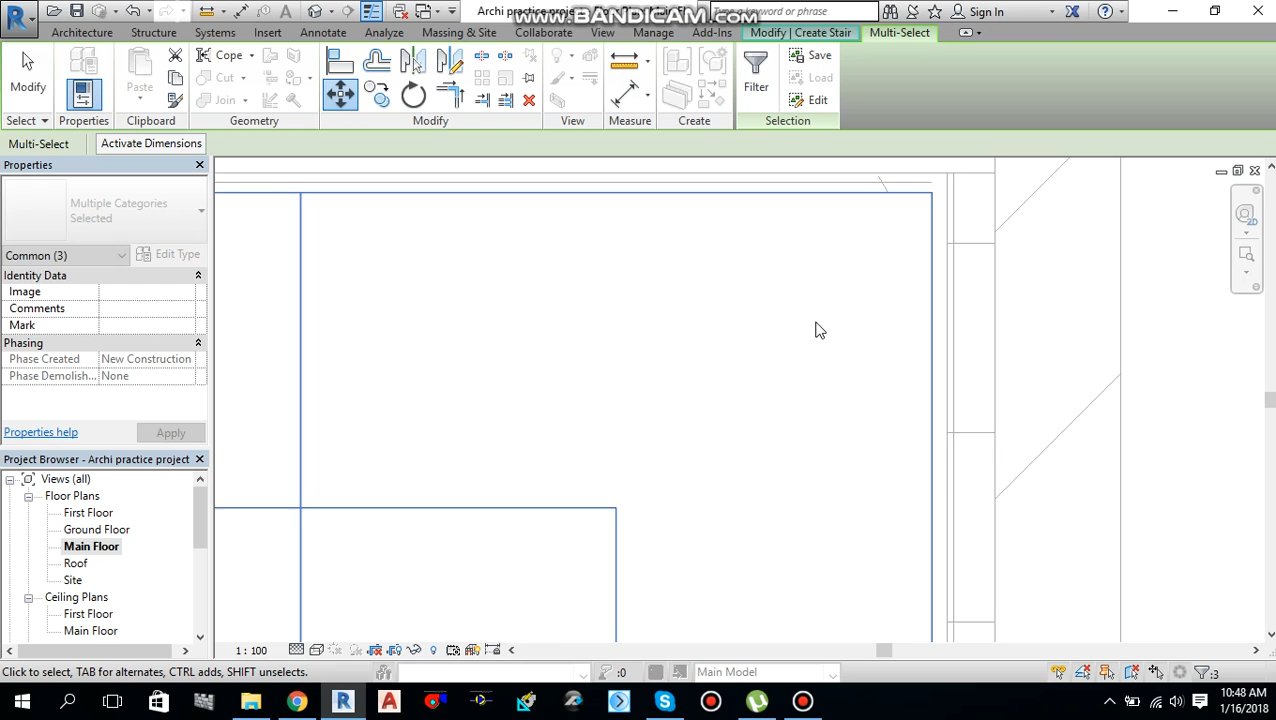 Archi practice proje
www.BANDICAM.com
type a keyword or phrase
Sign In
Architecture Structure Systems Insert Annotate Analyze Massing & Site Collaborate View Manage Add-Ins Modify | Create Stair Multi-Select
Modify
Paste
Cope
Cut
Join
Filter
Save
Load
Edit
Select Properties Clipboard Geometry Modify View Measure Create Selection
Multi-Select
Activate Dimensions
Properties
Multiple Categories
Selected
Common (3)
Edit Type
Identity Data
Image
Comments
Mark
Phasing
Phase Created New Construction
Phase Demolish... None
Properties help
Apply
Project Browser - Archi practice project
Views (all)
Floor Plans
First Floor
Ground Floor
Main Floor
Roof
Site
Ceiling Plans
First Floor
Main Floor
2D
1 : 100
Click to select, TAB for alternates, CTRL adds, SHIFT unselects.
:0
Main Model
:3
10:48 AM
1/16/2018